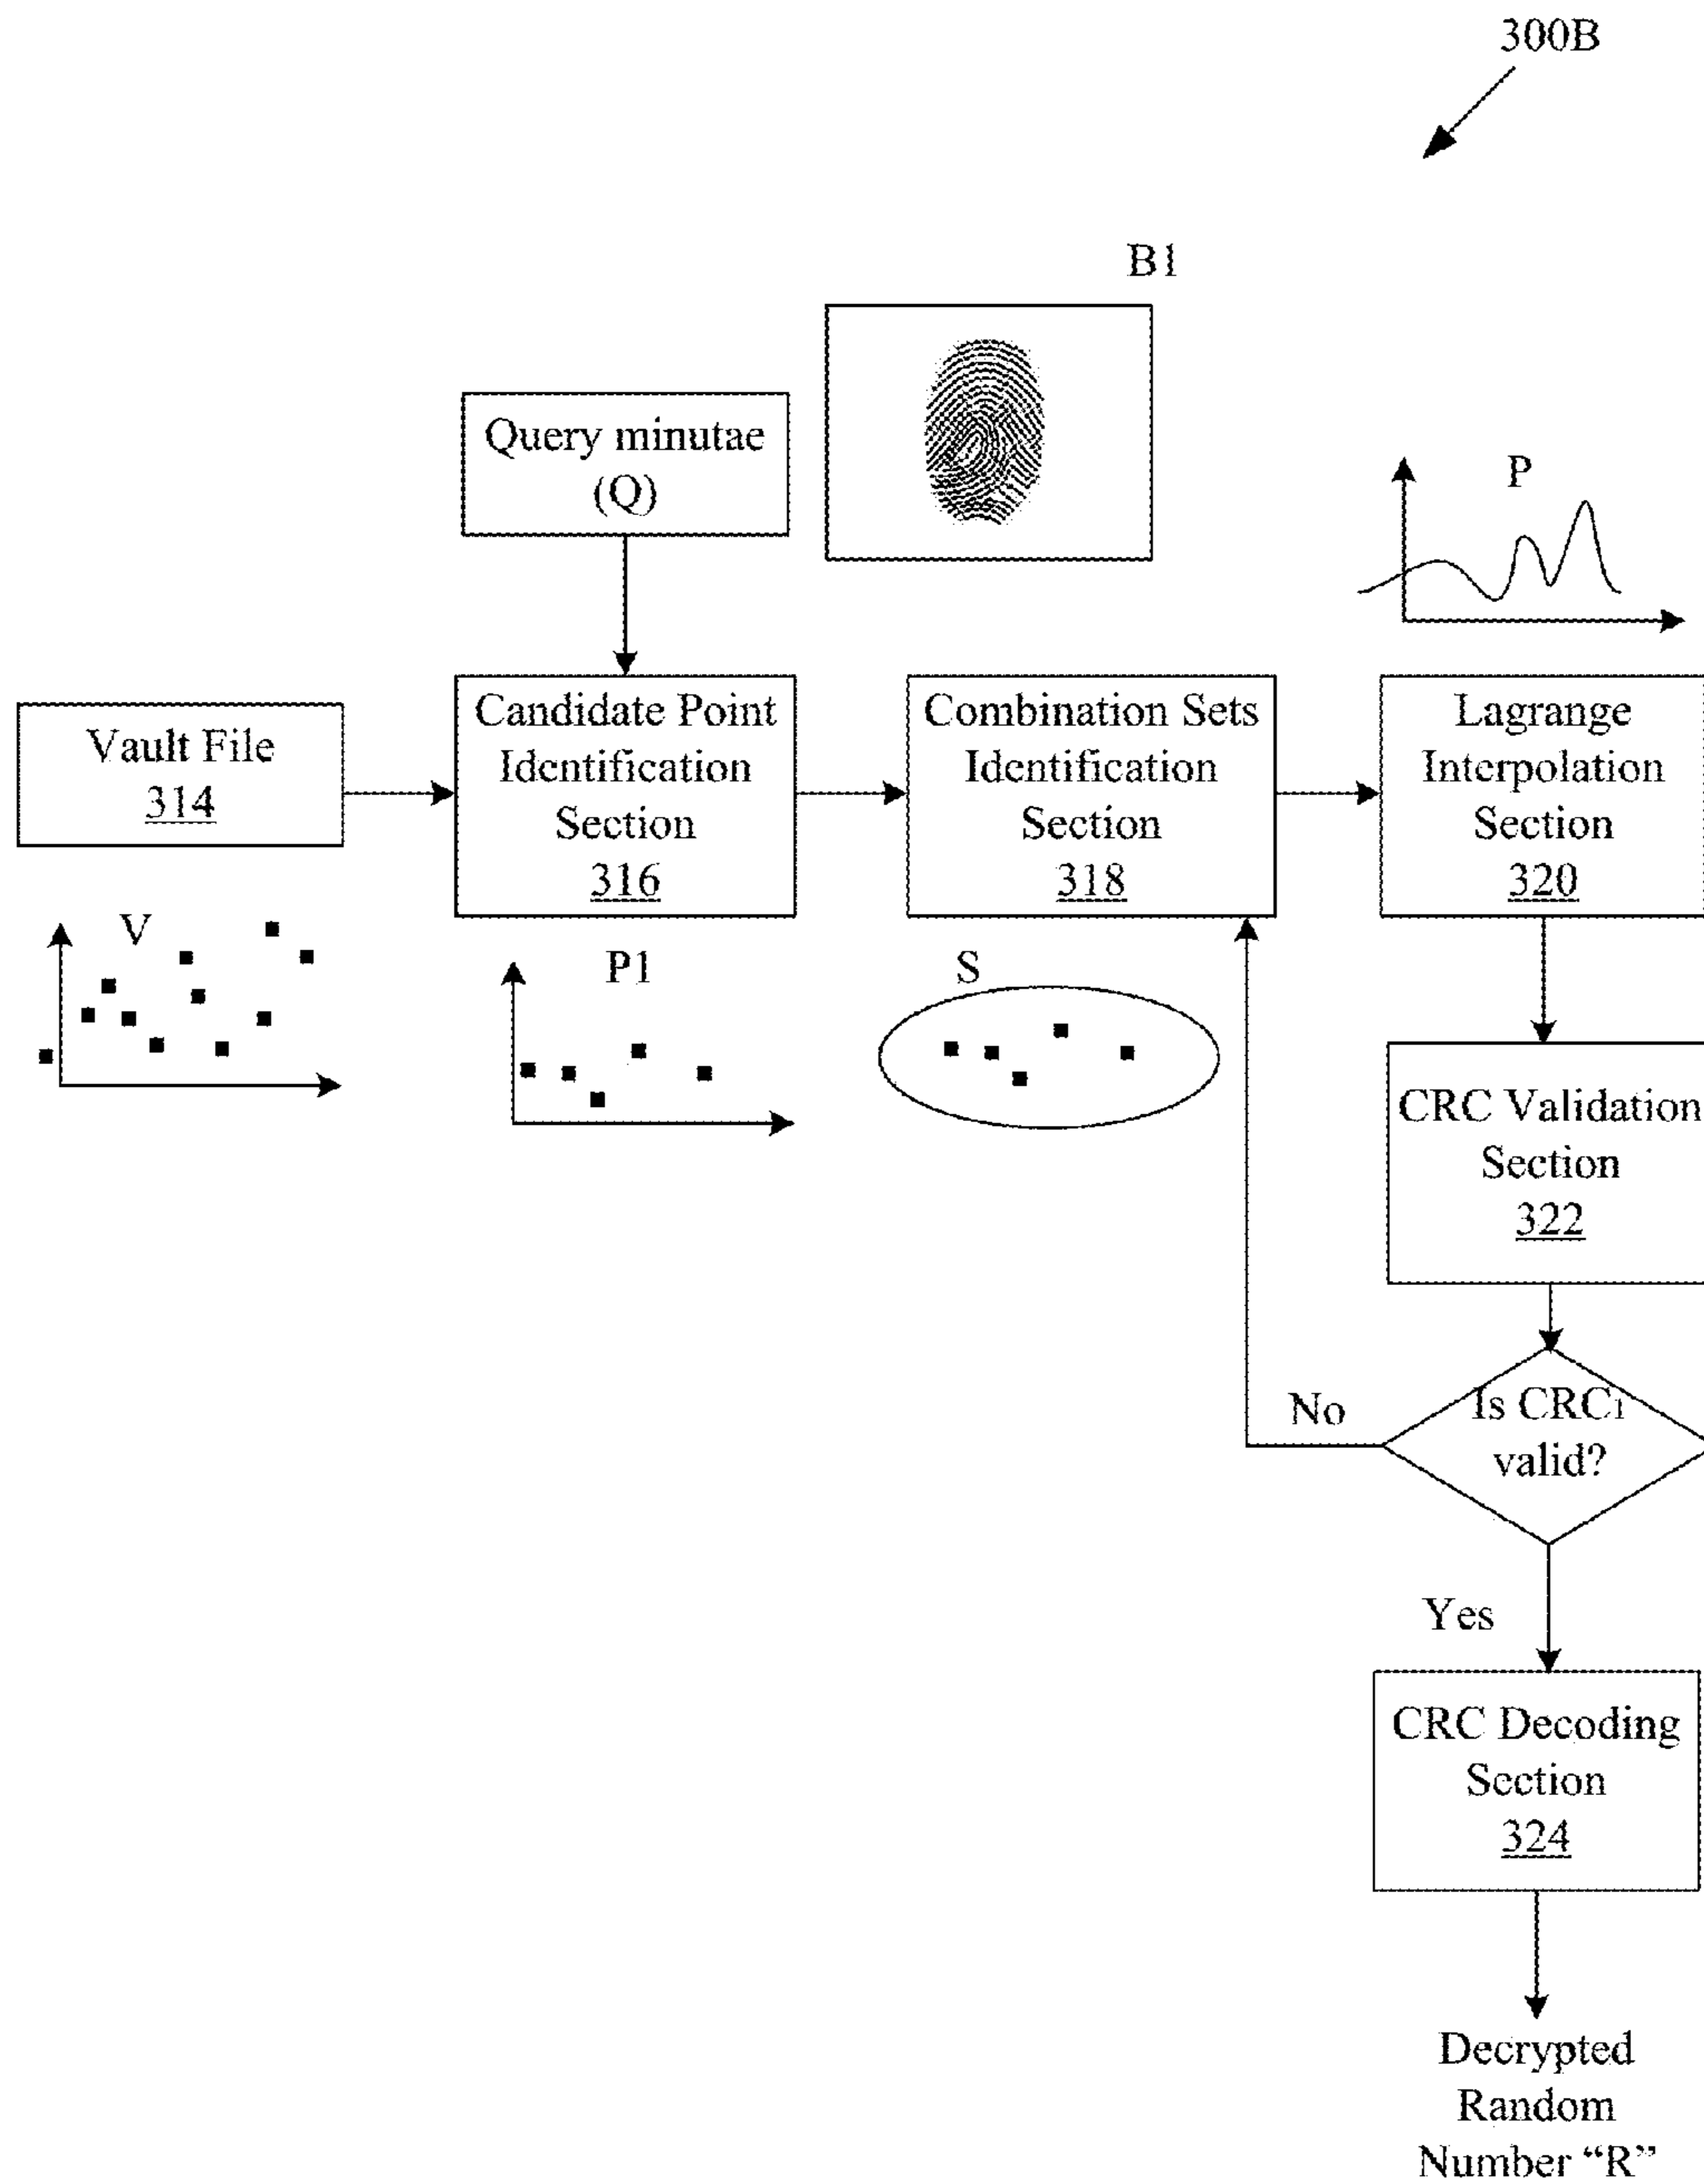 300B
B1
Query minutae
(Q)
P
Vault File
314
Candidate Point
Identification
Section
316
Combination Sets
Identification
Section
318
Lagrange
Interpolation
Section
320
V
P1
S
CRC Validation
Section
322
Is CRC1
valid?
No
Yes
CRC Decoding
Section
324
Decrypted
Random
Number “R”